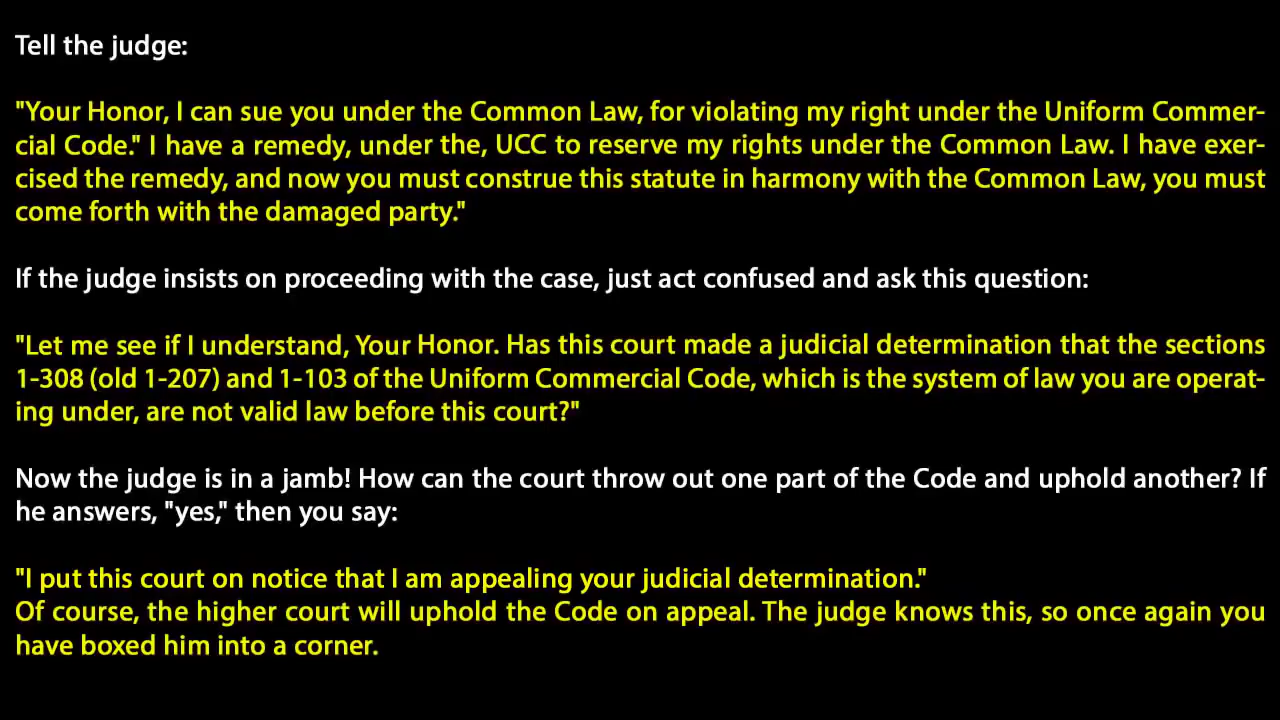 Tell the judge:
"Your Honor, I can sue you under the Common Law, for violating my right under the Uniform Commer-
cial Code." I have a remedy, under the, UCC to reserve my rights under the Common Law. I have exer-
cised the remedy, and now you must construe this statute in harmony with the Common Law, you must
come forth with the damaged party."
If the judge insists on proceeding with the case, just act confused and ask this question:
"Let me see if I understand, Your Honor. Has this court made a judicial determination that the sections
1-308 (old 1-207) and 1-103 of the Uniform Commercial Code, which is the system of law you are operat-
ing under, are not valid law before this court?"
Now the judge is in a jamb! How can the court throw out one part of the Code and uphold another? If
he answers, "yes," then you say:
"I put this court on notice that I am appealing your judicial determination."
Of course, the higher court will uphold the Code on appeal. The judge knows this, so once again you
have boxed him into a corner.